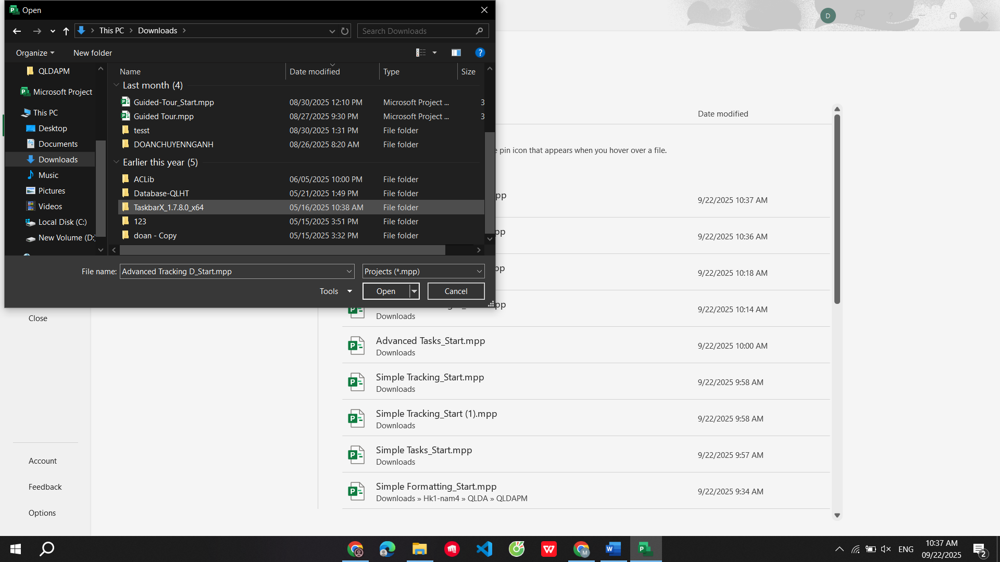 Open
This PC
Downloads
Search Downloads
Organize
New folder
QLDAPM
Microsoft Project
This PC
Desktop
Documents
Downloads
Music
Pictures
Videos
Local Disk (C:)
New Volume (D:)
Name Date modified Type Size
Last month (4)
Guided-Tour_Start.mpp 08/30/2025 12:10 PM Microsoft Project ... 3
Guided Tour.mpp 08/27/2025 9:30 PM Microsoft Project ... 3
tesst 08/30/2025 1:31 PM File folder
DOANCHUYENNGANH 08/26/2025 8:20 AM File folder
Earlier this year (5)
ACLib 06/05/2025 10:00 PM File folder
Database-QLHT 05/21/2025 1:49 PM File folder
TaskbarX_1.7.8.0_x64 05/16/2025 10:38 AM File folder
123 05/15/2025 3:51 PM File folder
doan - Copy 05/15/2025 3:32 PM File folder
File name: Advanced Tracking D_Start.mpp Projects (*.mpp)
Tools Open Cancel
D
Date modified
pin icon that appears when you hover over a file.
pp 9/22/2025 10:37 AM
pp 9/22/2025 10:36 AM
pp 9/22/2025 10:18 AM
pp 9/22/2025 10:14 AM
Downloads
Advanced Tasks_Start.mpp 9/22/2025 10:00 AM
Downloads
Simple Tracking_Start.mpp 9/22/2025 9:58 AM
Downloads
Simple Tracking_Start (1).mpp 9/22/2025 9:58 AM
Downloads
Simple Tasks_Start.mpp 9/22/2025 9:57 AM
Downloads
Simple Formatting_Start.mpp 9/22/2025 9:34 AM
Downloads » Hk1-nam4 » QLDA » QLDAPM
Close
Account
Feedback
Options
ENG
10:37 AM
09/22/2025
2